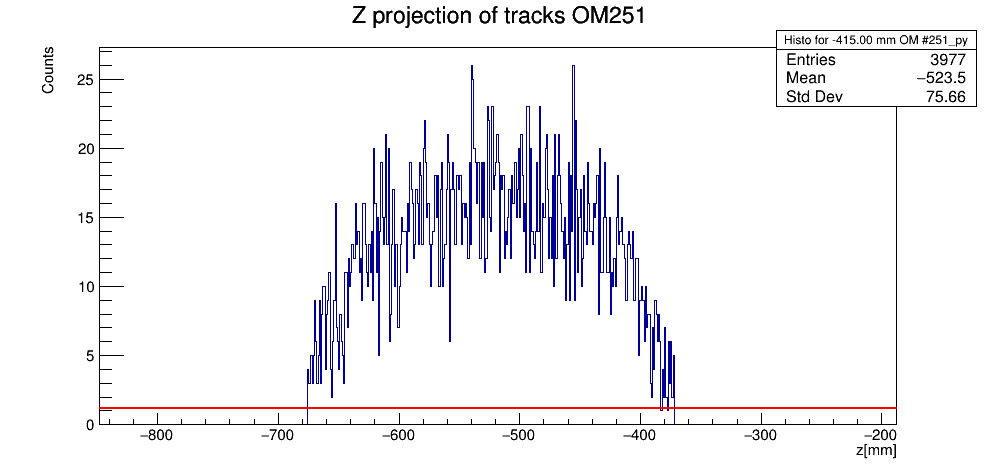 Z projection of tracks OM251
Histo for -415.00 mm OM #251_py
Entries 3977
Mean −523.5
Std Dev 75.66
Counts
25
20
15
10
5
0
−800 −700 −600 −500 −400 −300 −200
z[mm]